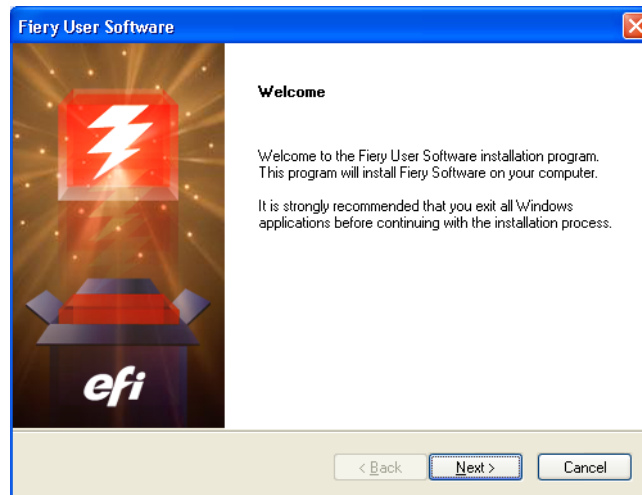 Fiery User Software
Welcome
Welcome to the Fiery User Software installation program.
This program will install Fiery Software on your computer.
It is strongly recommended that you exit all Windows
applications before continuing with the installation process.
efi
< Back
Next >
Cancel